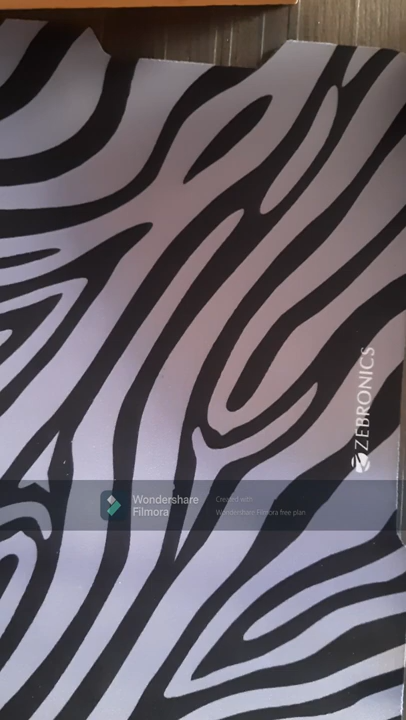 ZEBRONICS
Wondershare
Filmora
Created with
Wondershare Filmora free plan